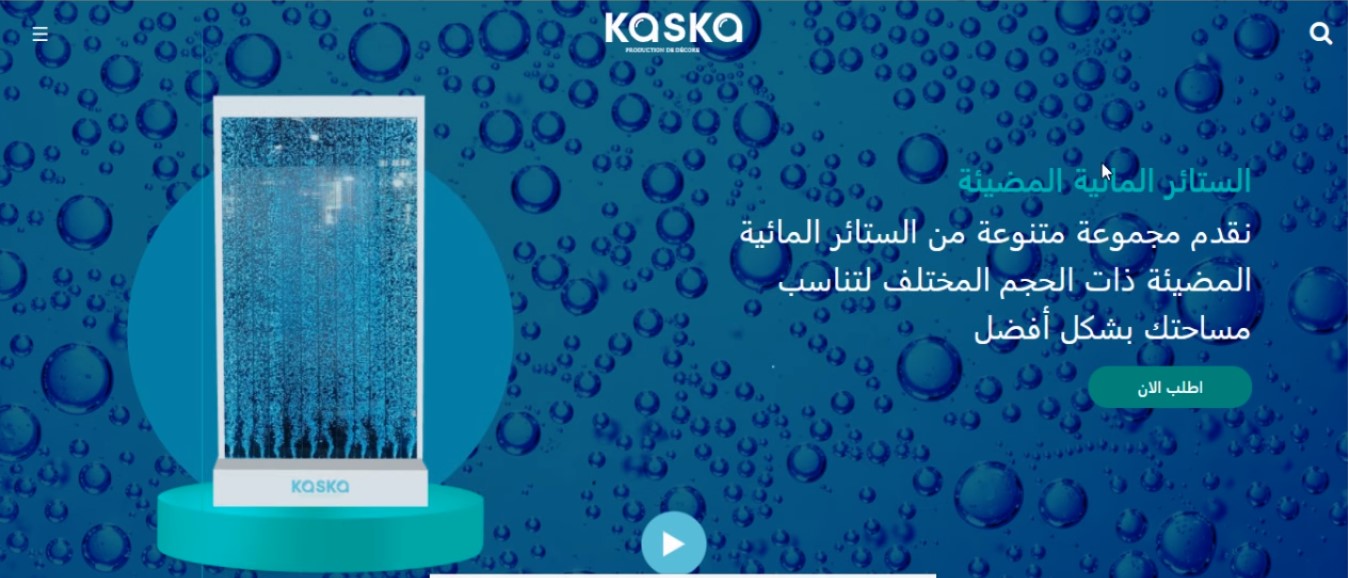 KASKA
PRODUCTION DE DÉCORE
الستائر المائية المضيئة
نقدم مجموعة متنوعة من الستائر المائية
المضيئة ذات الحجم المختلف لتناسب
مساحتك بشكل أفضل
اطلب الان
KASKA